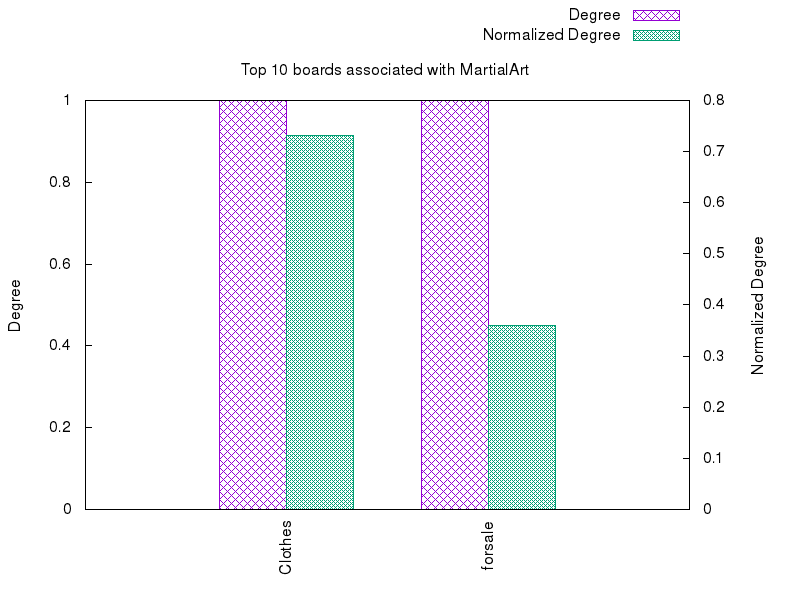 Degree
Normalized Degree
Top 10 boards associated with MartialArt
1
0.8
0.6
0.4
0.2
0
Degree
0.8
0.7
0.6
0.5
0.4
0.3
0.2
0.1
0
Normalized Degree
Clothes
forsale